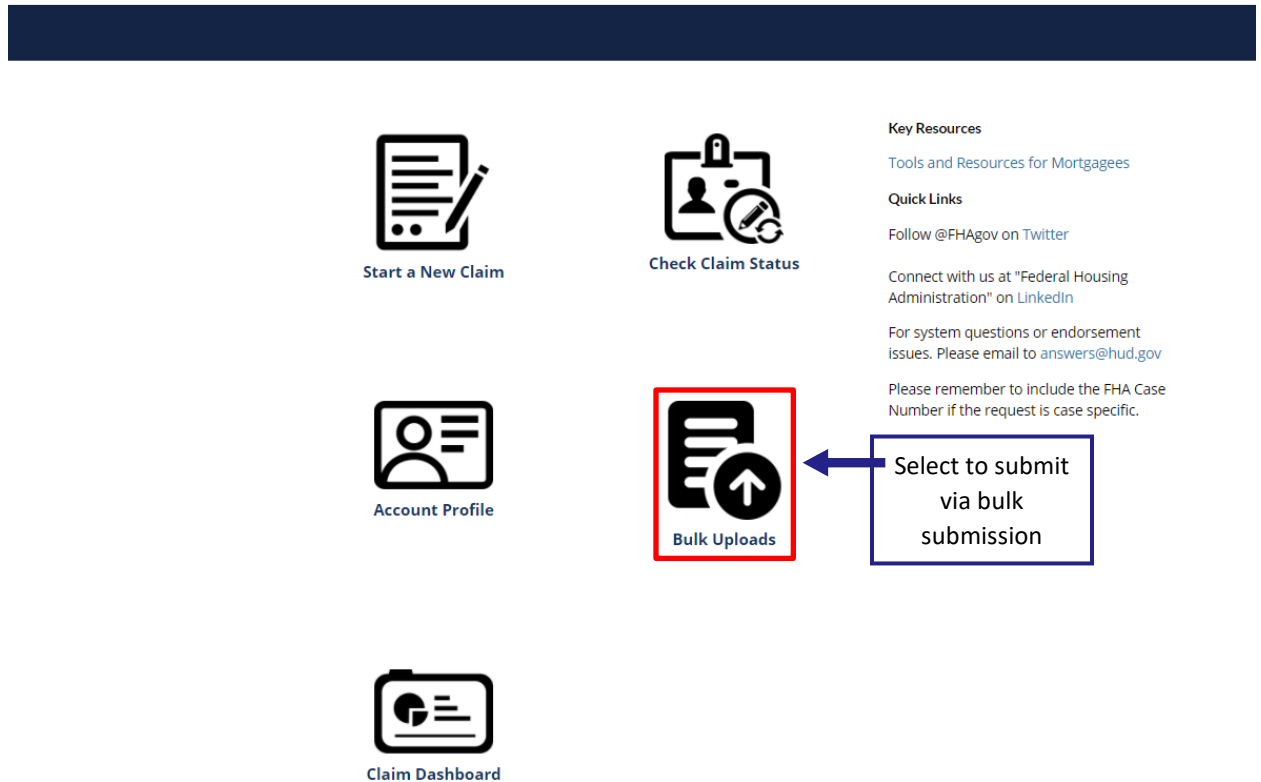 Start a New Claim
Check Claim Status
Key Resources
Tools and Resources for Mortgagees
Quick Links
Follow @FHAgov on Twitter
Connect with us at "Federal Housing
Administration" on LinkedIn
For system questions or endorsement
issues. Please email to answers@hud.gov
Please remember to include the FHA Case
Number if the request is case specific.
Account Profile
Bulk Uploads
Select to submit
via bulk
submission
Claim Dashboard